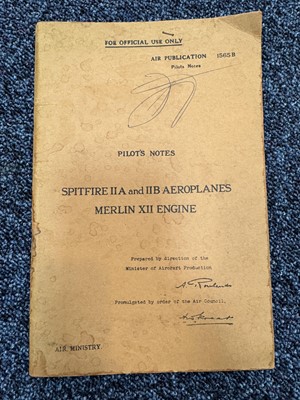 FOR OFFICIAL USE ONLY
AIR PUBLICATION 1565B
Pilots Notes
PILOT'S NOTES
SPITFIRE IIA and IIB AEROPLANES
MERLIN XII ENGINE
Prepared by direction of the
Minister of Aircraft Production
Promulgated by order of the Air Council.
AIR MINISTRY